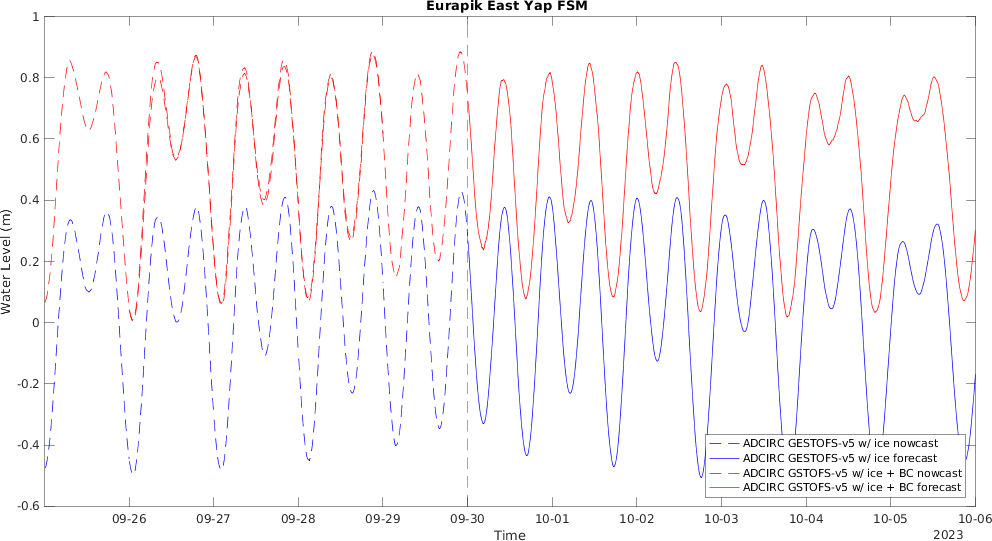 Eurapik East Yap FSM
1
0.8
0.6
0.4
0.2
0
-0.2
-0.4
-0.6
Water Level (m)
ADCIRC GESTOFS-v5 w/ ice nowcast
ADCIRC GESTOFS-v5 w/ ice forecast
ADCIRC GSTOFS-v5 w/ ice + BC nowcast
ADCIRC GSTOFS-v5 w/ ice + BC forecast
09-26 09-27 09-28 09-29 09-30 10-01 10-02 10-03 10-04 10-05 10-06
Time
2023